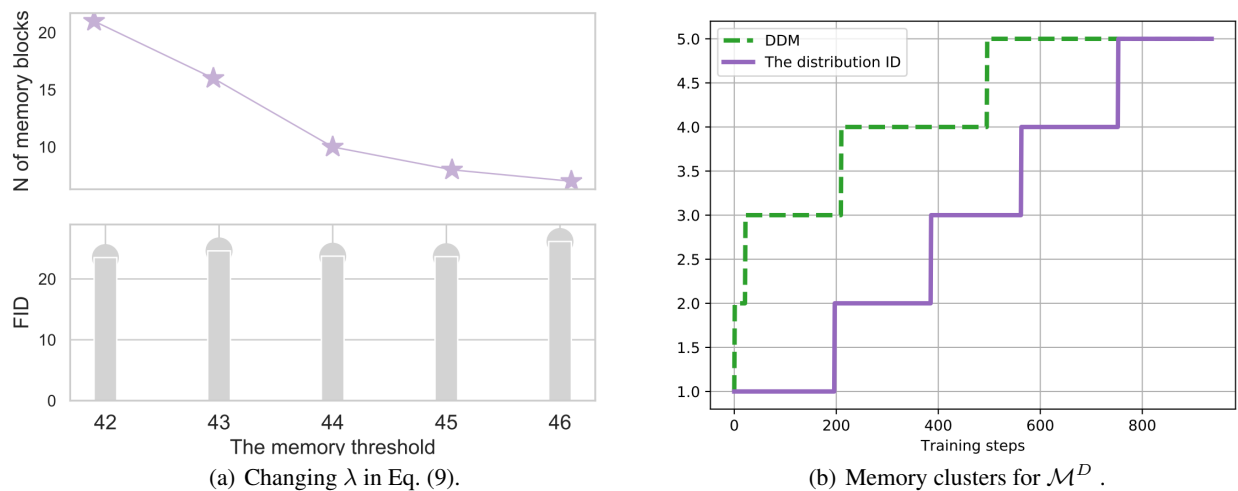 N of memory blocks
20
15
10
FID
20
10
0
42 43 44 45 46
The memory threshold
(a) Changing λ in Eq. (9).
DDM
The distribution ID
5.0
4.5
4.0
3.5
3.0
2.5
2.0
1.5
1.0
0 200 400 600 800
Training steps
(b) Memory clusters for 𝓜ᴰ .